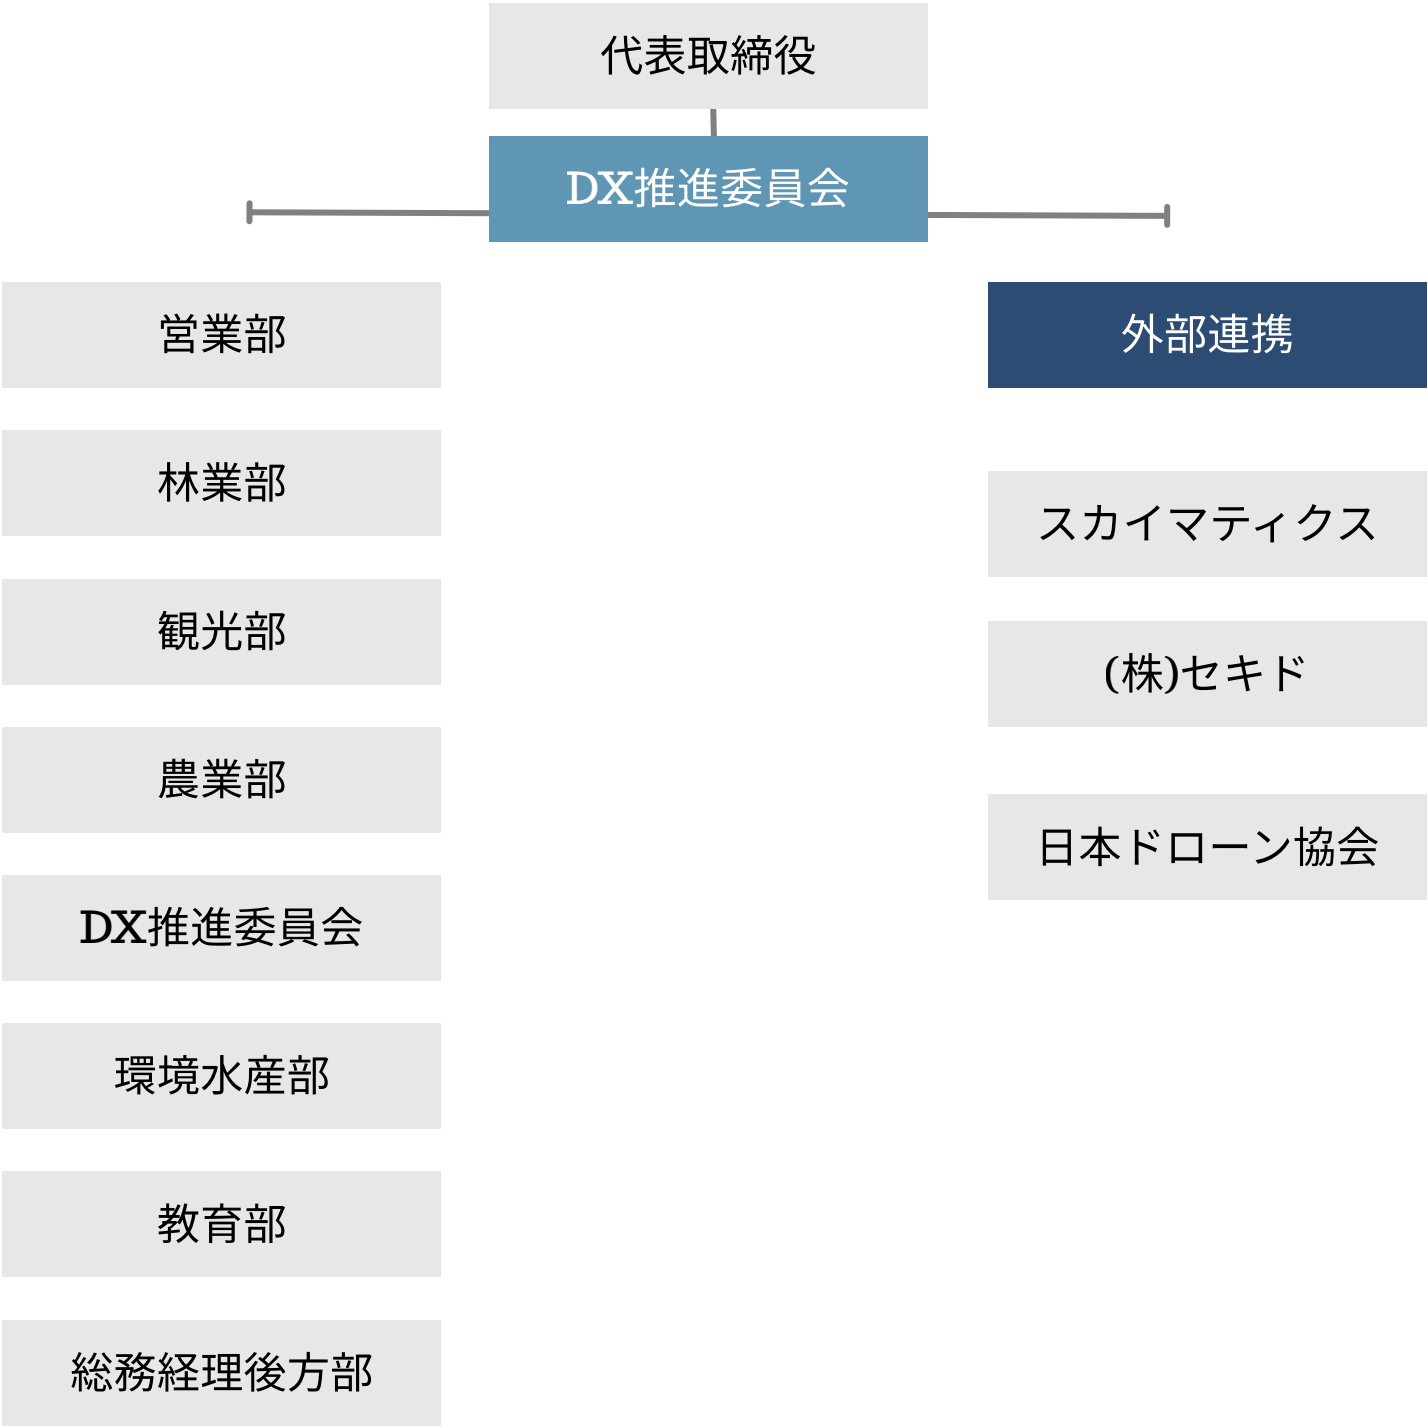 代表取締役
DX推進委員会
営業部
林業部
観光部
農業部
DX推進委員会
環境水産部
教育部
総務経理後方部
外部連携
スカイマティクス
(株)セキド
日本ドローン協会